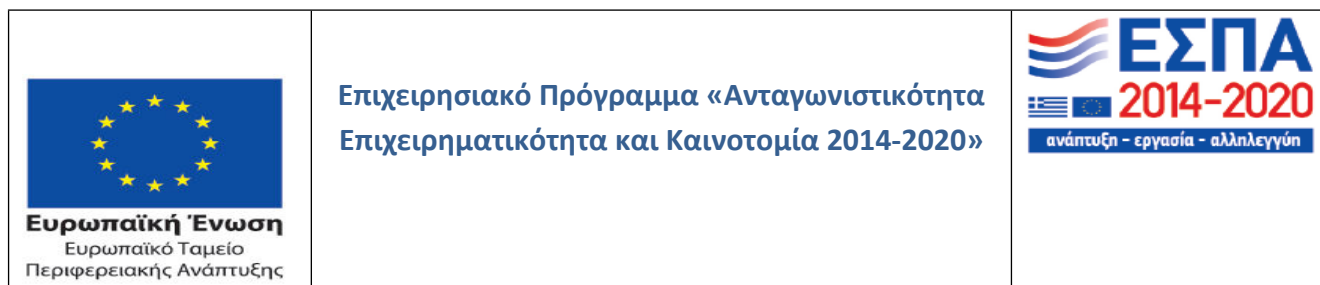 Ευρωπαϊκή Ένωση
Ευρωπαϊκό Ταμείο
Περιφερειακής Ανάπτυξης
Επιχειρησιακό Πρόγραμμα «Ανταγωνιστικότητα
Επιχειρηματικότητα και Καινοτομία 2014-2020»
ΕΣΠΑ
2014-2020
ανάπτυξη - εργασία - αλληλεγγύη